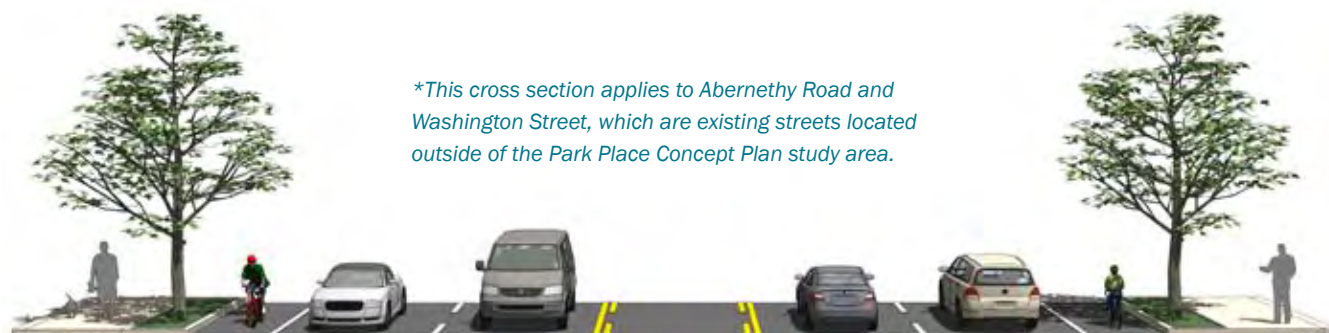 *This cross section applies to Abernethy Road and
Washington Street, which are existing streets located
outside of the Park Place Concept Plan study area.